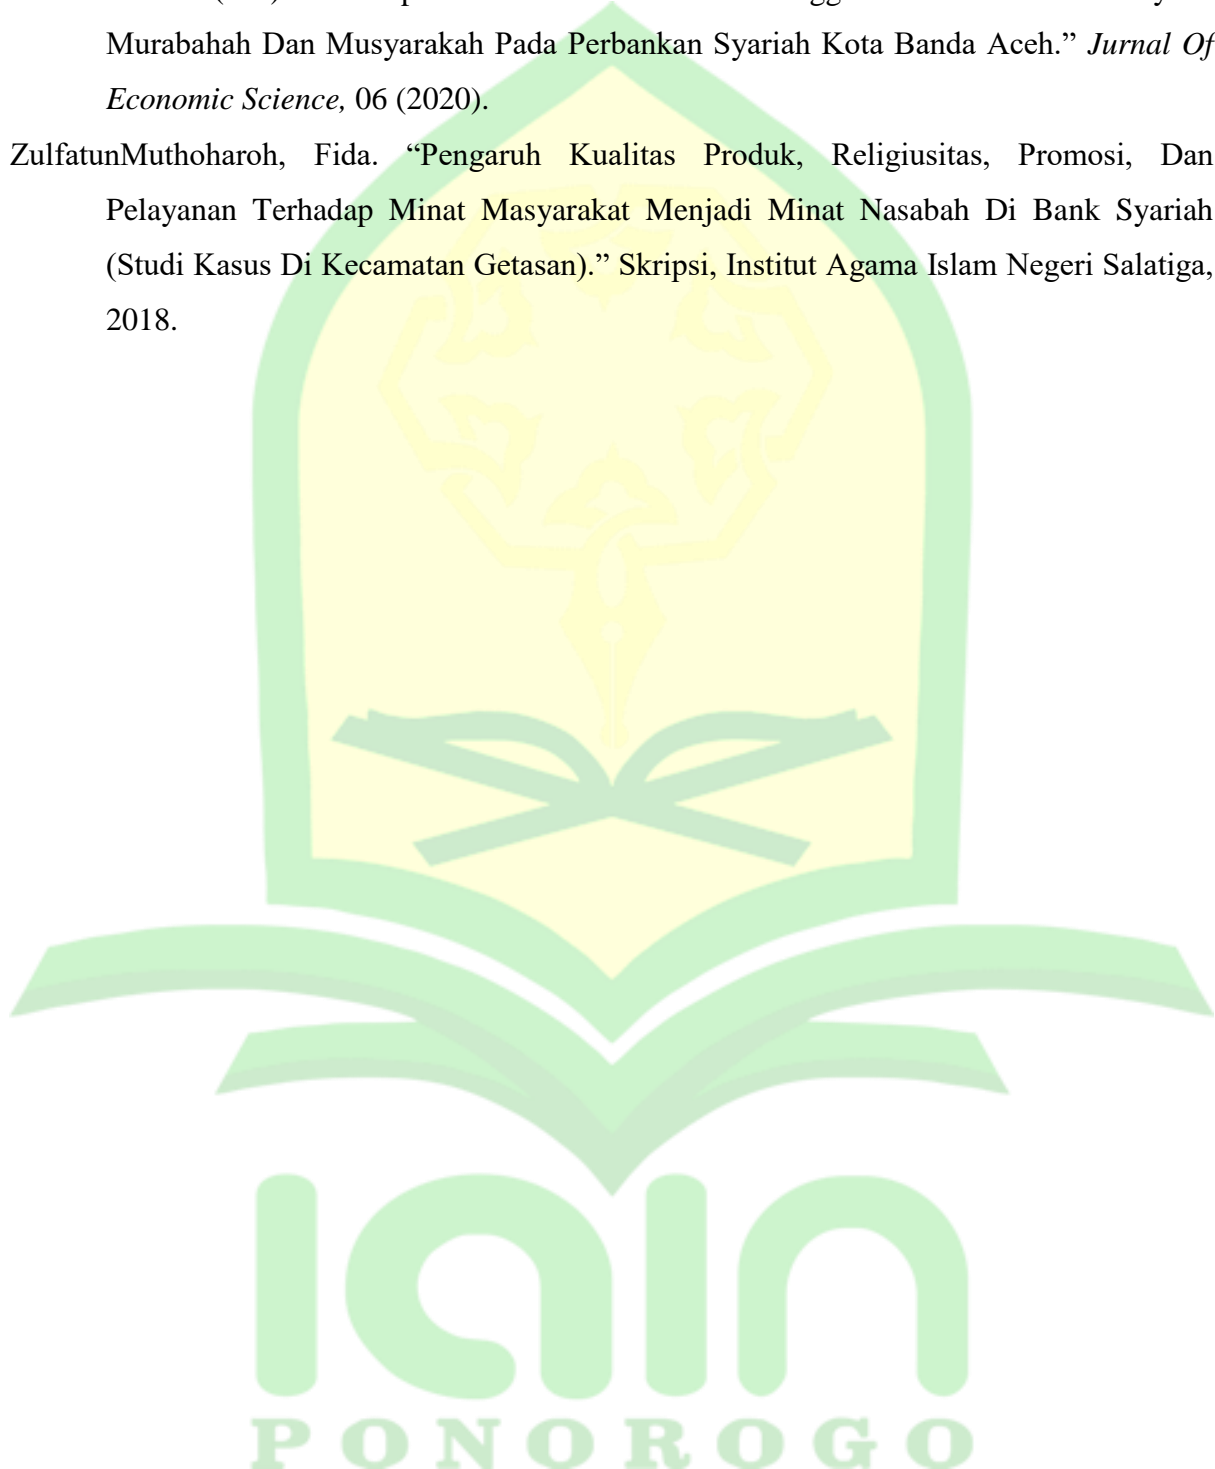 Murabahah Dan Musyarakah Pada Perbankan Syariah Kota Banda Aceh.” Jurnal Of
Economic Science, 06 (2020).
ZulfatunMuthoharoh, Fida. “Pengaruh Kualitas Produk, Religiusitas, Promosi, Dan
Pelayanan Terhadap Minat Masyarakat Menjadi Minat Nasabah Di Bank Syariah
(Studi Kasus Di Kecamatan Getasan).” Skripsi, Institut Agama Islam Negeri Salatiga,
2018.
iain
PONOROGO